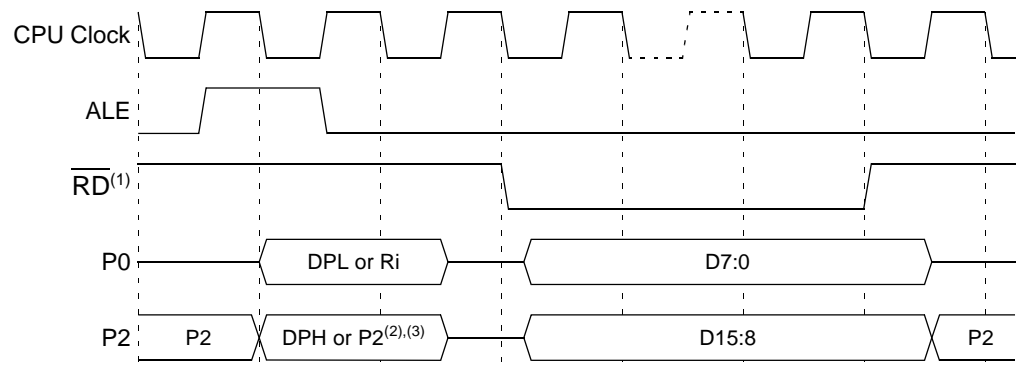 CPU Clock
ALE
RD(1)
P0 DPL or Ri D7:0
P2 P2 DPH or P2(2),(3) D15:8 P2